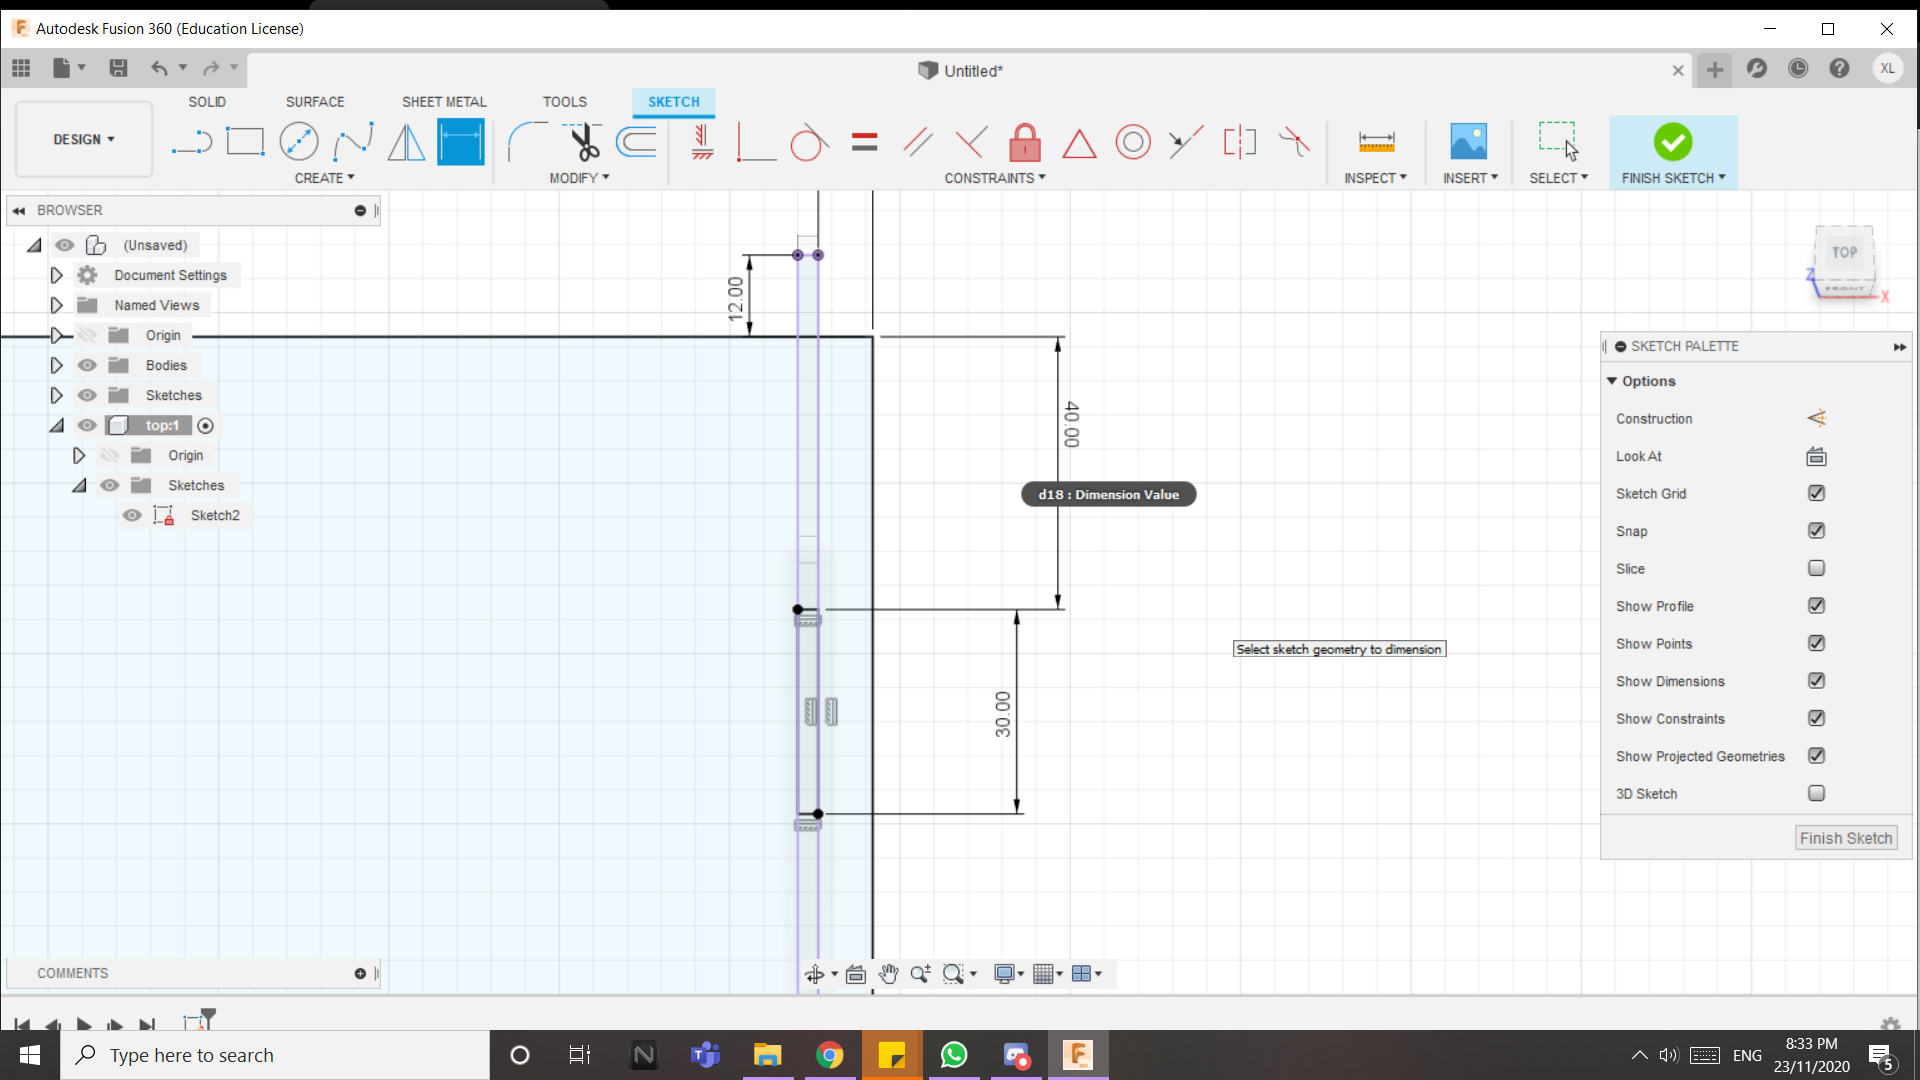 Autodesk Fusion 360 (Education License)
Untitled*
XL
DESIGN
SOLID
SURFACE
SHEET METAL
TOOLS
SKETCH
CREATE
MODIFY
CONSTRAINTS
INSPECT
INSERT
SELECT
FINISH SKETCH
BROWSER
(Unsaved)
Document Settings
Named Views
Origin
Bodies
Sketches
top:1
Origin
Sketches
Sketch2
12.00
40.00
d18 : Dimension Value
30.00
Select sketch geometry to dimension
TOP
FRONT
Z
X
SKETCH PALETTE
Options
Construction
Look At
Sketch Grid
Snap
Slice
Show Profile
Show Points
Show Dimensions
Show Constraints
Show Projected Geometries
3D Sketch
Finish Sketch
COMMENTS
Type here to search
ENG
8:33 PM
23/11/2020
5